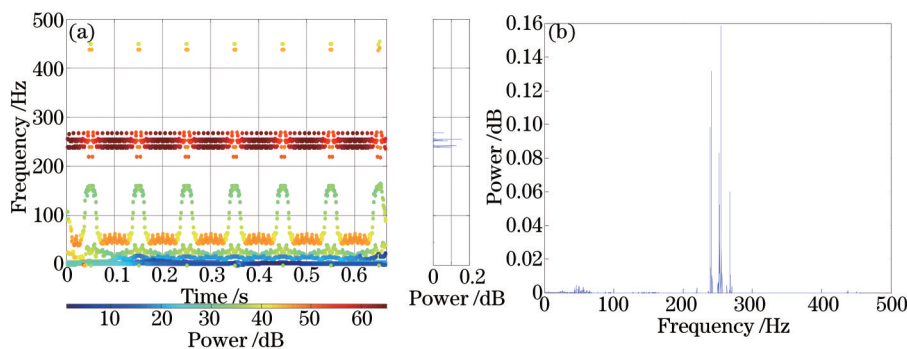 (a)
Frequency /Hz
500
400
300
200
100
0
0 0.1 0.2 0.3 0.4 0.5 0.6
Time /s
10 20 30 40 50 60
Power /dB
0 0.2
Power /dB
(b)
Power /dB
0.16
0.14
0.12
0.10
0.08
0.06
0.04
0.02
0
0 100 200 300 400 500
Frequency /Hz